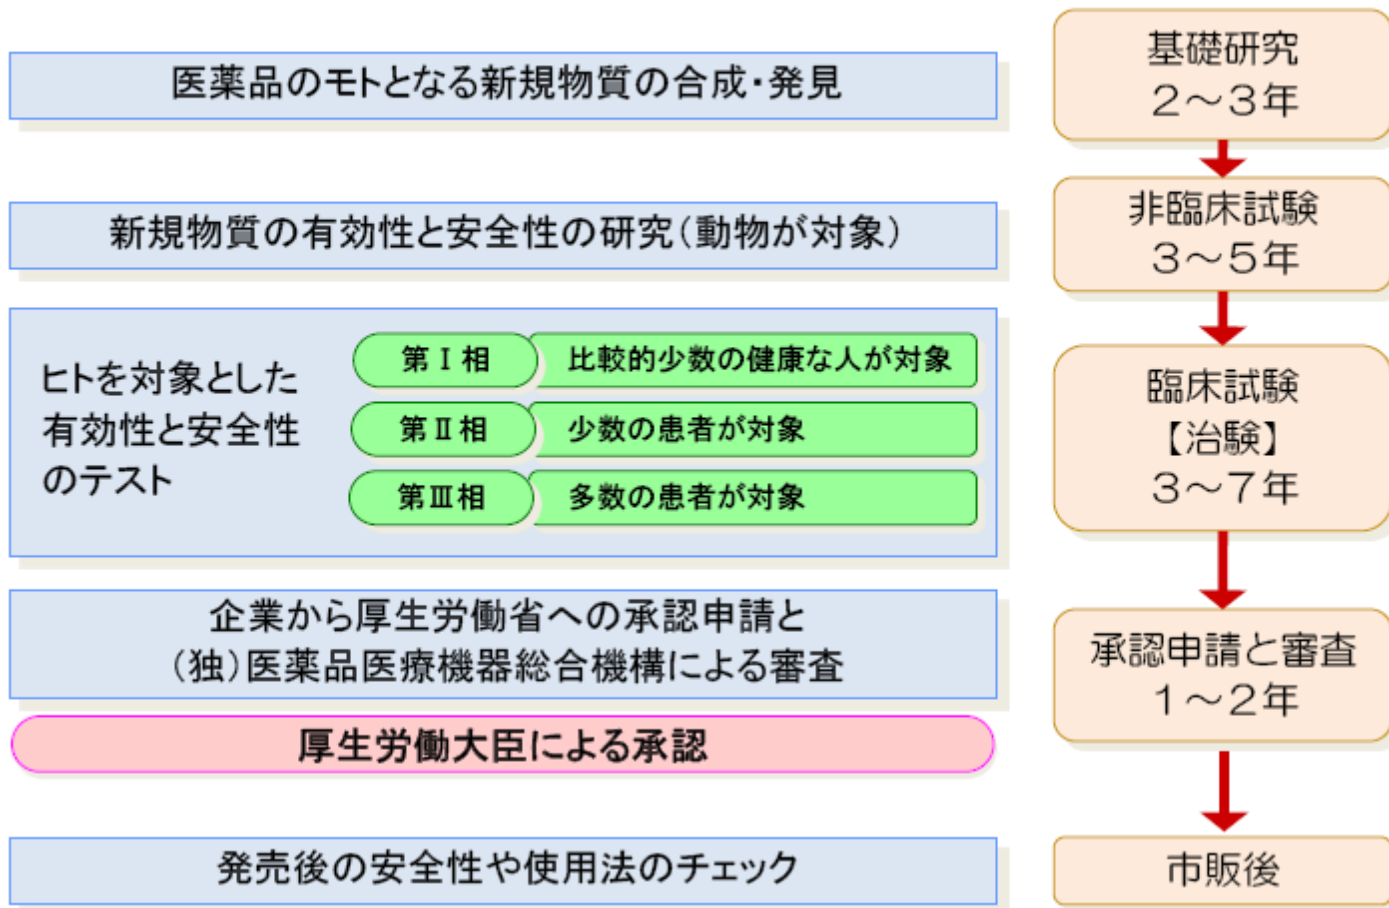 医薬品のモトとなる新規物質の合成・発見
基礎研究
２～３年
新規物質の有効性と安全性の研究（動物が対象）
非臨床試験
３～５年
ヒトを対象とした
有効性と安全性
のテスト
第Ⅰ相 比較的少数の健康な人が対象
第Ⅱ相 少数の患者が対象
第Ⅲ相 多数の患者が対象
臨床試験
【治験】
３～７年
企業から厚生労働省への承認申請と
（独）医薬品医療機器総合機構による審査
厚生労働大臣による承認
承認申請と審査
１～２年
発売後の安全性や使用法のチェック
市販後